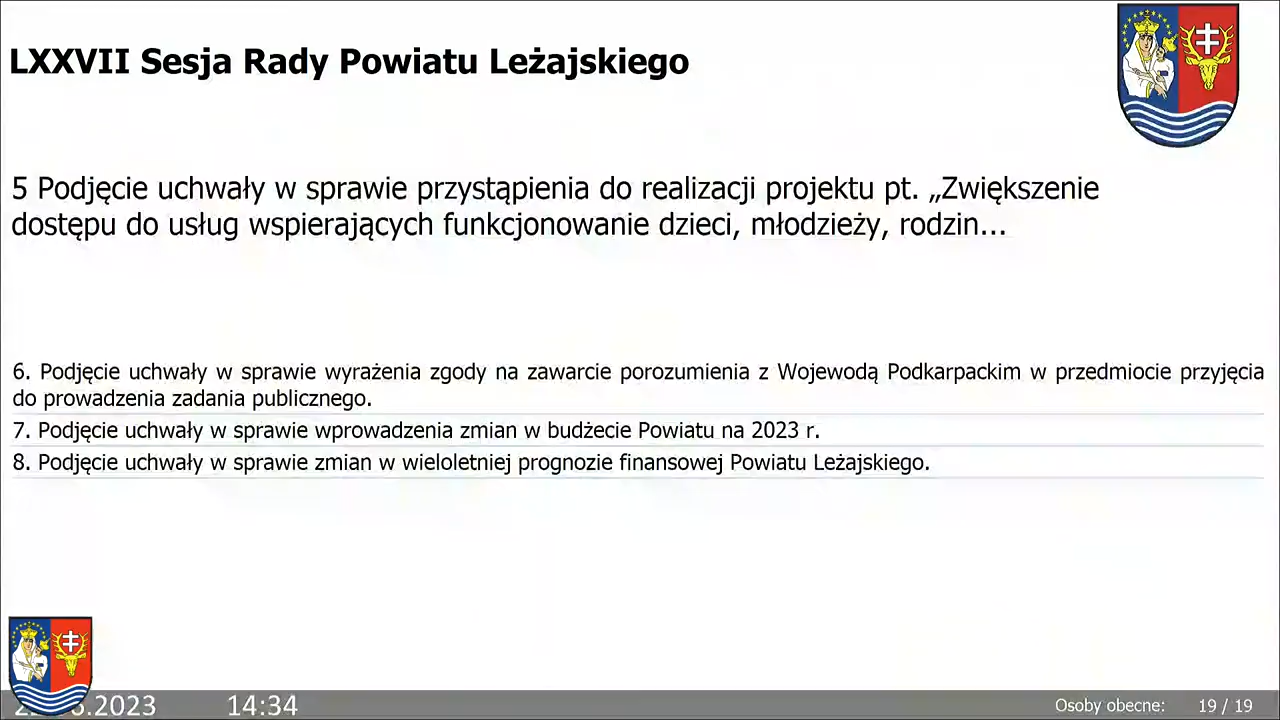 LXXVII Sesja Rady Powiatu Leżajskiego
5 Podjęcie uchwały w sprawie przystąpienia do realizacji projektu pt. „Zwiększenie
dostępu do usług wspierających funkcjonowanie dzieci, młodzieży, rodzin...
6. Podjęcie uchwały w sprawie wyrażenia zgody na zawarcie porozumienia z Wojewodą Podkarpackim w przedmiocie przyjęcia
do prowadzenia zadania publicznego.
7. Podjęcie uchwały w sprawie wprowadzenia zmian w budżecie Powiatu na 2023 r.
8. Podjęcie uchwały w sprawie zmian w wieloletniej prognozie finansowej Powiatu Leżajskiego.
.2023 14:34 Osoby obecne: 19 / 19